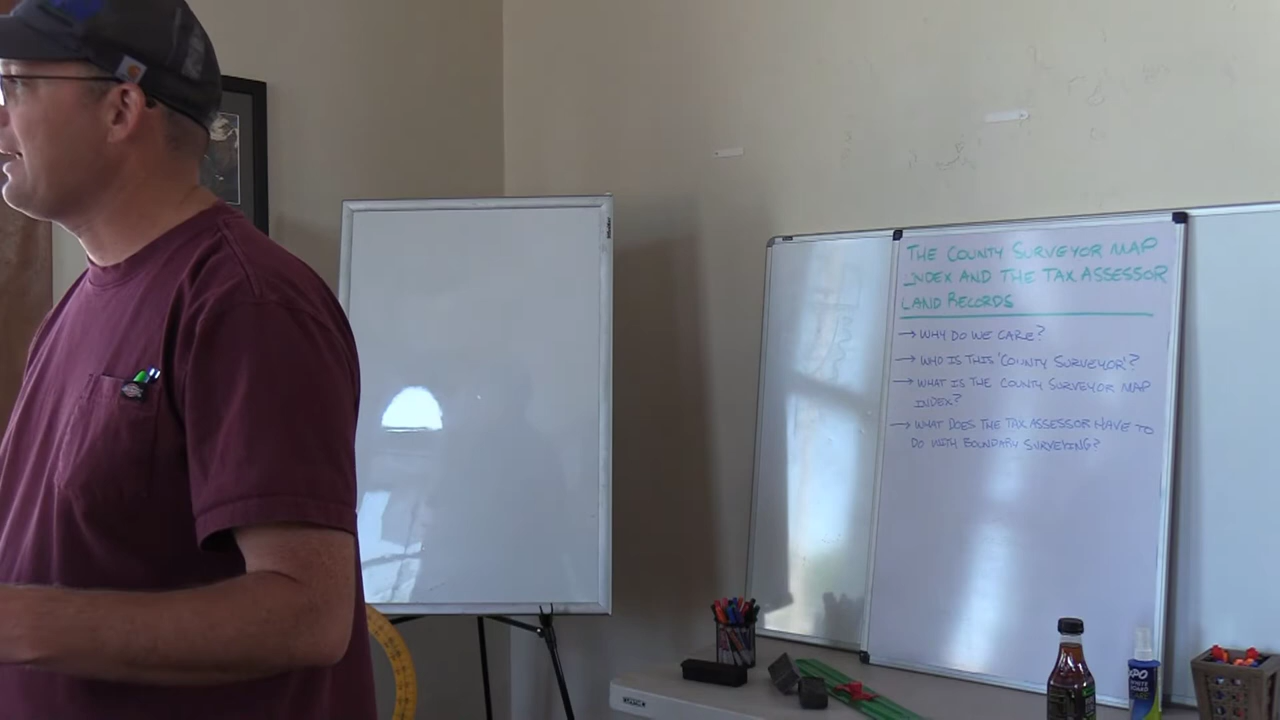 THE COUNTY SURVEYOR MAP
INDEX AND THE TAX ASSESSOR
LAND RECORDS
→ WHY DO WE CARE?
→ WHO IS THIS 'COUNTY SURVEYOR'?
→ WHAT IS THE COUNTY SURVEYOR MAP
INDEX?
→ WHAT DOES THE TAX ASSESSOR HAVE TO
DO WITH BOUNDARY SURVEYING?
EXPO